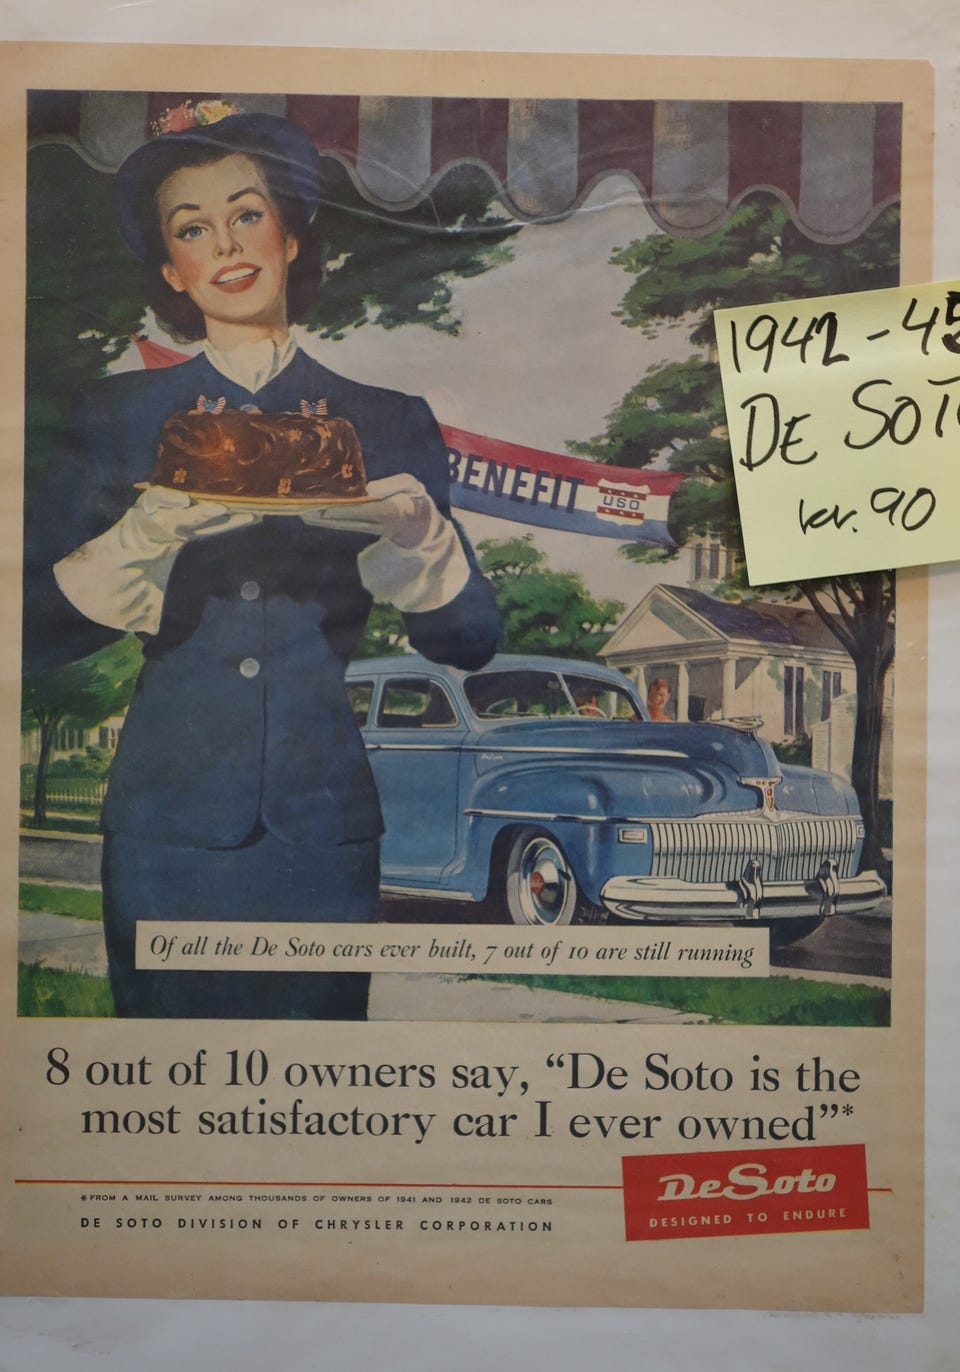 BENEFIT
USO
1942-45
DE SOTO
kr. 90
Of all the De Soto cars ever built, 7 out of 10 are still running
8 out of 10 owners say, “De Soto is the
most satisfactory car I ever owned”*
*FROM A MAIL SURVEY AMONG THOUSANDS OF OWNERS OF 1941 AND 1942 DE SOTO CARS
DE SOTO DIVISION OF CHRYSLER CORPORATION
DeSoto
DESIGNED TO ENDURE